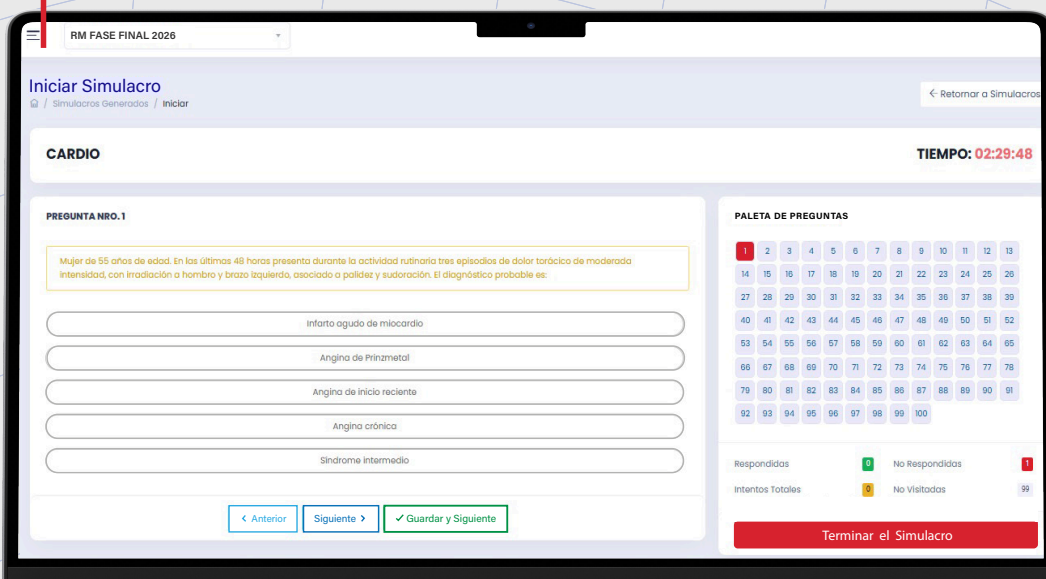 RM FASE FINAL 2026
Iniciar Simulacro
/ Simulacros Generados / Iniciar
← Retornar a Simulacros
CARDIO
TIEMPO: 02:29:48
PREGUNTA NRO. 1
Mujer de 55 años de edad. En las últimas 48 horas presenta durante la actividad rutinaria tres episodios de dolor torácico de moderada
intensidad, con irradiación a hombro y brazo izquierdo, asociado a palidez y sudoración. El diagnóstico probable es:
Infarto agudo de miocardio
Angina de Prinzmetal
Angina de inicio reciente
Angina crónica
Síndrome intermedio
‹ Anterior
Siguiente ›
✓ Guardar y Siguiente
PALETA DE PREGUNTAS
1 2 3 4 5 6 7 8 9 10 11 12 13
14 15 16 17 18 19 20 21 22 23 24 25 26
27 28 29 30 31 32 33 34 35 36 37 38 39
40 41 42 43 44 45 46 47 48 49 50 51 52
53 54 55 56 57 58 59 60 61 62 63 64 65
66 67 68 69 70 71 72 73 74 75 76 77 78
79 80 81 82 83 84 85 86 87 88 89 90 91
92 93 94 95 96 97 98 99 100
Respondidas 0 No Respondidas 1
Intentos Totales 0 No Visitadas 99
Terminar el Simulacro